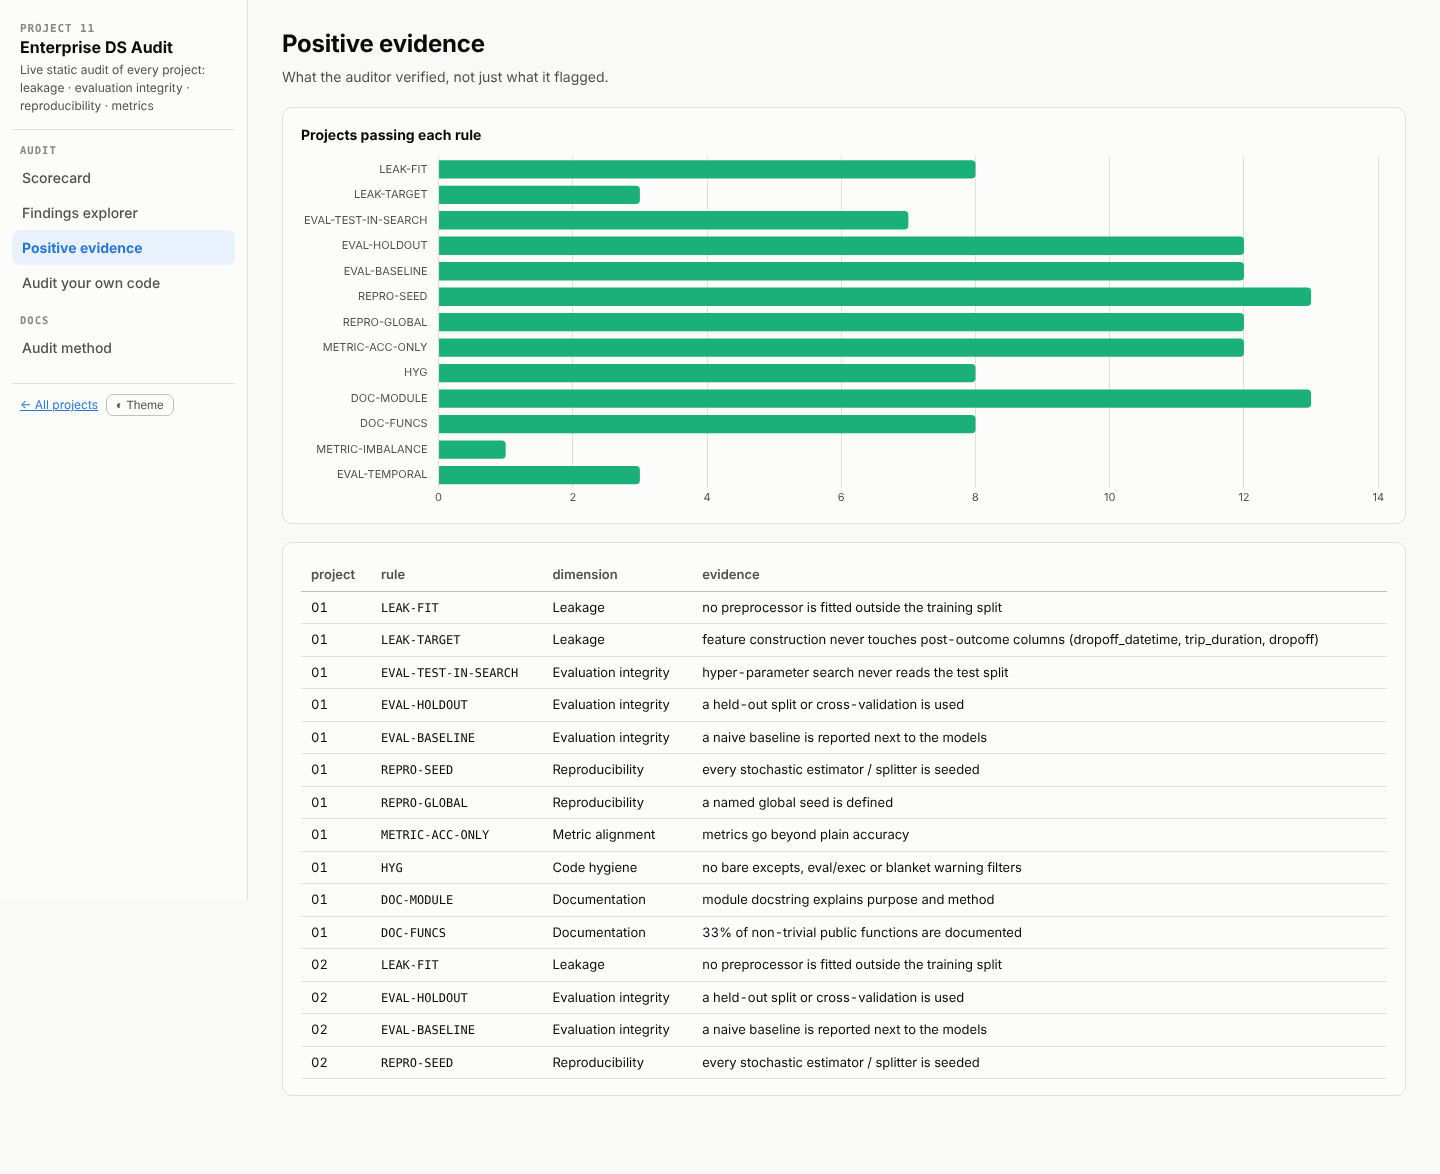 PROJECT 11
Enterprise DS Audit
Live static audit of every project:
leakage · evaluation integrity ·
reproducibility · metrics
AUDIT
Scorecard
Findings explorer
Positive evidence
Audit your own code
DOCS
Audit method
← All projects
Theme
Positive evidence
What the auditor verified, not just what it flagged.
Projects passing each rule
LEAK-FIT
LEAK-TARGET
EVAL-TEST-IN-SEARCH
EVAL-HOLDOUT
EVAL-BASELINE
REPRO-SEED
REPRO-GLOBAL
METRIC-ACC-ONLY
HYG
DOC-MODULE
DOC-FUNCS
METRIC-IMBALANCE
EVAL-TEMPORAL
0 2 4 6 8 10 12 14
project rule dimension evidence
01 LEAK-FIT Leakage no preprocessor is fitted outside the training split
01 LEAK-TARGET Leakage feature construction never touches post-outcome columns (dropoff_datetime, trip_duration, dropoff)
01 EVAL-TEST-IN-SEARCH Evaluation integrity hyper-parameter search never reads the test split
01 EVAL-HOLDOUT Evaluation integrity a held-out split or cross-validation is used
01 EVAL-BASELINE Evaluation integrity a naive baseline is reported next to the models
01 REPRO-SEED Reproducibility every stochastic estimator / splitter is seeded
01 REPRO-GLOBAL Reproducibility a named global seed is defined
01 METRIC-ACC-ONLY Metric alignment metrics go beyond plain accuracy
01 HYG Code hygiene no bare excepts, eval/exec or blanket warning filters
01 DOC-MODULE Documentation module docstring explains purpose and method
01 DOC-FUNCS Documentation 33% of non-trivial public functions are documented
02 LEAK-FIT Leakage no preprocessor is fitted outside the training split
02 EVAL-HOLDOUT Evaluation integrity a held-out split or cross-validation is used
02 EVAL-BASELINE Evaluation integrity a naive baseline is reported next to the models
02 REPRO-SEED Reproducibility every stochastic estimator / splitter is seeded